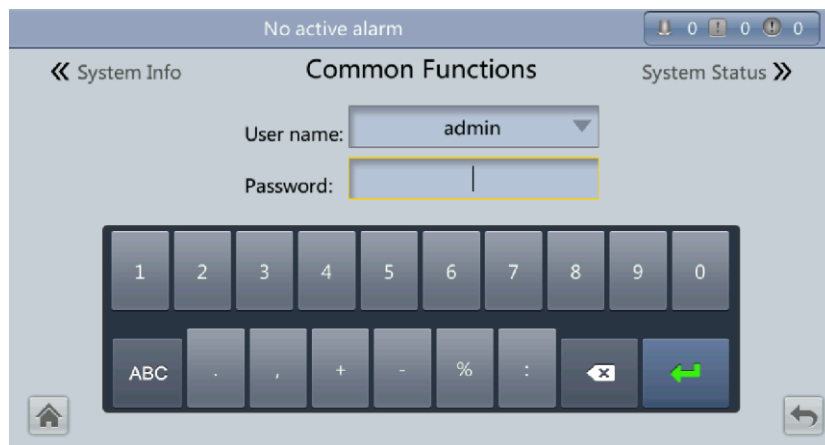 No active alarm 0 0 0
« System Info Common Functions System Status »
User name: admin
Password:
1 2 3 4 5 6 7 8 9 0
ABC . , + - % :